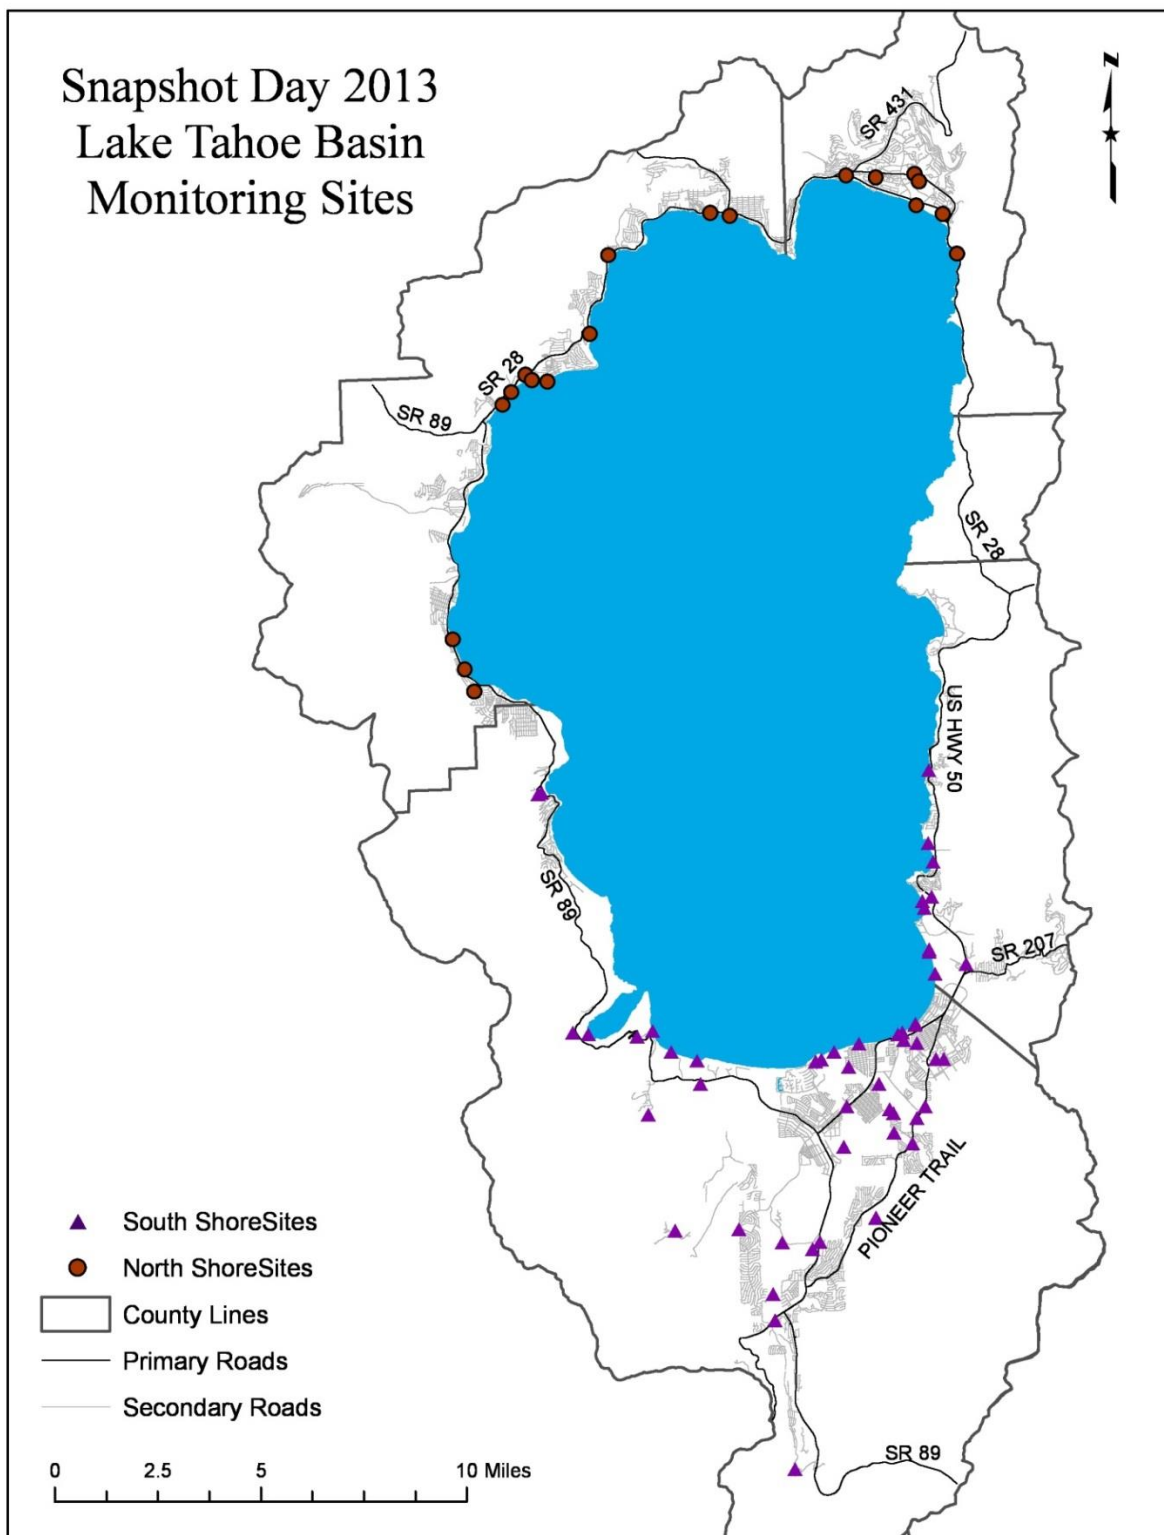 Snapshot Day 2013
Lake Tahoe Basin
Monitoring Sites
N
SR 431
SR 28
SR 89
SR 28
US HWY 50
SR 89
SR 207
PIONEER TRAIL
SR 89
South ShoreSites
North ShoreSites
County Lines
Primary Roads
Secondary Roads
0 2.5 5 10 Miles